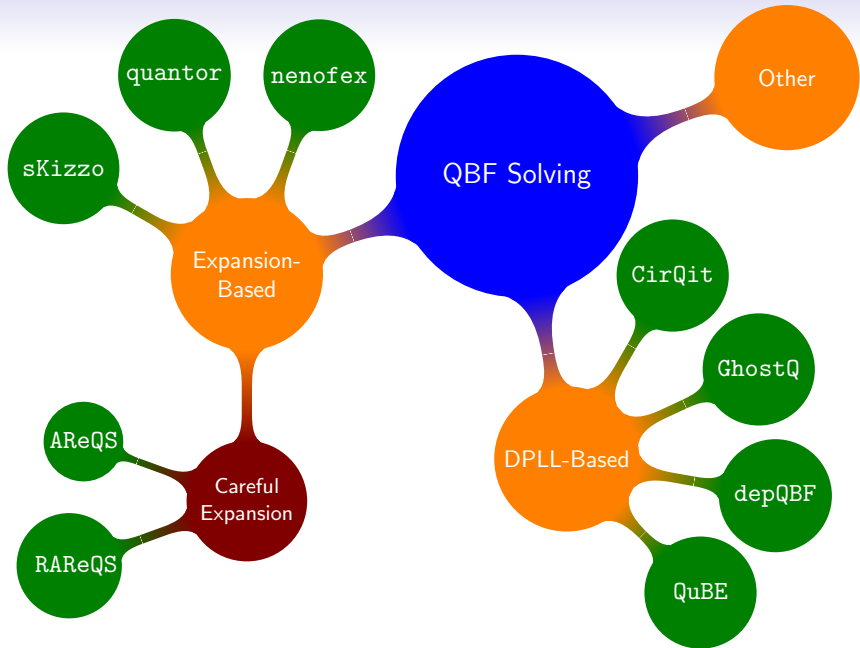 quantor
nenofex
Other
sKizzo
QBF Solving
Expansion-
Based
CirQit
GhostQ
AReQS
DPLL-Based
Careful
Expansion
depQBF
RAReQS
QuBE